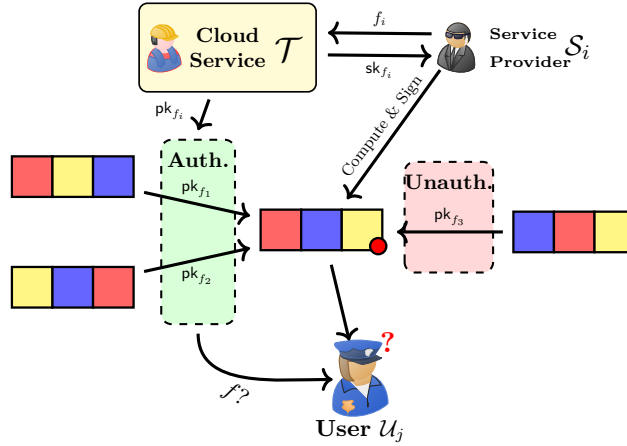 Cloud
Service 𝒯
f_i
sk_{f_i}
Service
Provider 𝒮_i
pk_{f_i}
Compute & Sign
Auth.
Unauth.
pk_{f_1}
pk_{f_3}
pk_{f_2}
?
f?
User 𝒰_j